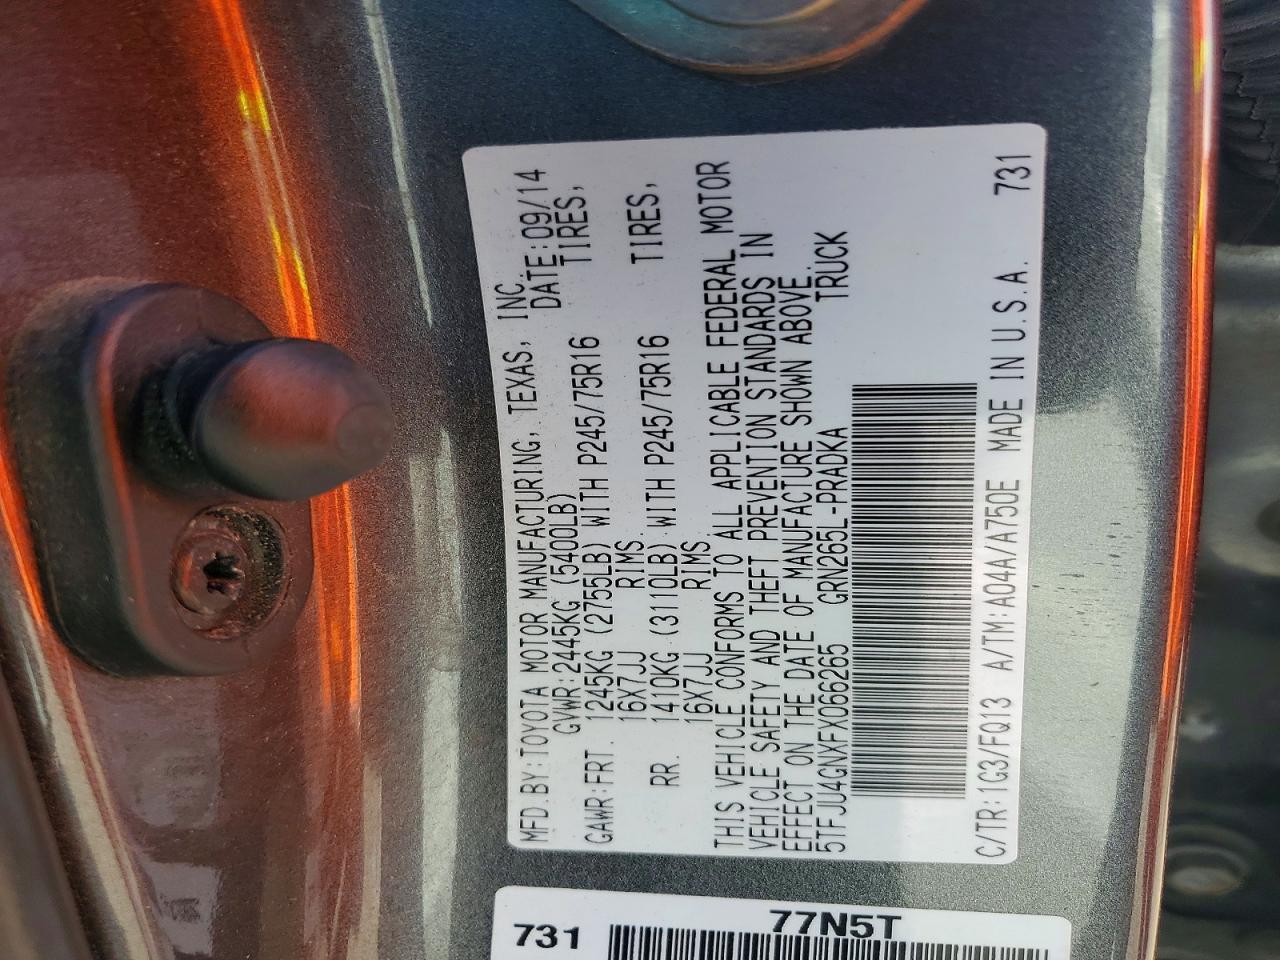 MFD.BY:TOYOTA MOTOR MANUFACTURING, TEXAS, INC.
GVWR:2445KG (5400LB) DATE:09/14
GAWR:FRT. 1245KG (2755LB) WITH P245/75R16 TIRES,
16X7JJ RIMS.
RR. 1410KG (3110LB) WITH P245/75R16 TIRES,
16X7JJ RIMS.
THIS VEHICLE CONFORMS TO ALL APPLICABLE FEDERAL MOTOR
VEHICLE SAFETY AND THEFT PREVENTION STANDARDS IN
EFFECT ON THE DATE OF MANUFACTURE SHOWN ABOVE.
5TFJU4GNXFX066265 GRN265L-PRADKA TRUCK
C/TR:1G3/FQ13 A/TM:A04A/A750E MADE IN U.S.A. 731
731 77N5T